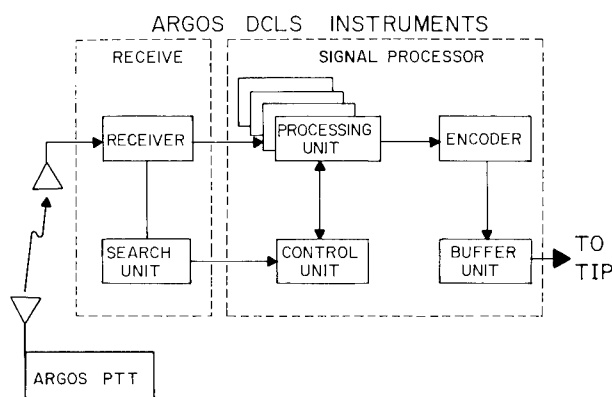 ARGOS DCLS INSTRUMENTS
RECEIVE
SIGNAL PROCESSOR
RECEIVER
PROCESSING
UNIT
ENCODER
SEARCH
UNIT
CONTROL
UNIT
BUFFER
UNIT
TO
TIP
ARGOS PTT